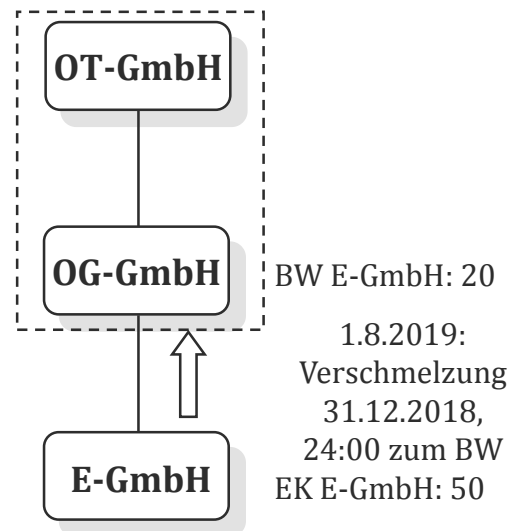 OT-GmbH
OG-GmbH
BW E-GmbH: 20
1.8.2019:
Verschmelzung
31.12.2018,
24:00 zum BW
E-GmbH
EK E-GmbH: 50